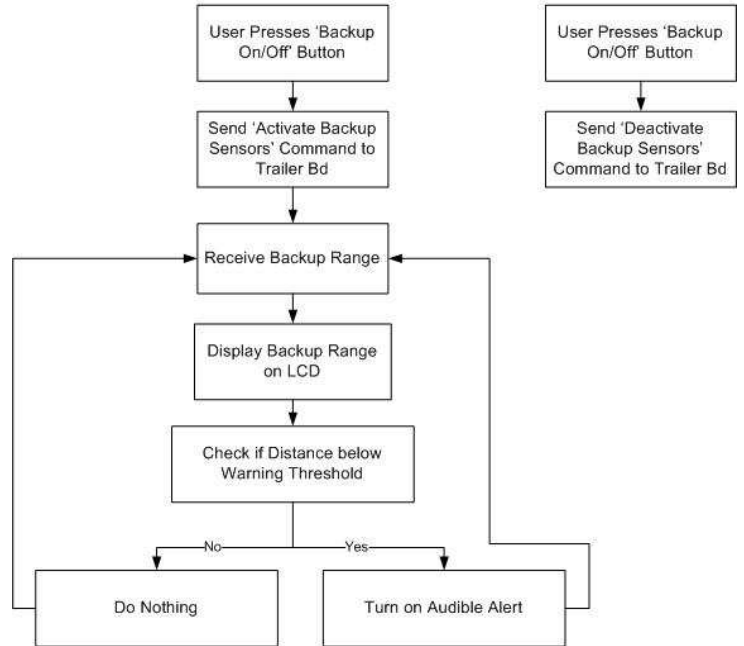 User Presses ‘Backup
On/Off’ Button
User Presses ‘Backup
On/Off’ Button
Send ‘Activate Backup
Sensors’ Command to
Trailer Bd
Send ‘Deactivate
Backup Sensors’
Command to Trailer Bd
Receive Backup Range
Display Backup Range
on LCD
Check if Distance below
Warning Threshold
No
Yes
Do Nothing
Turn on Audible Alert